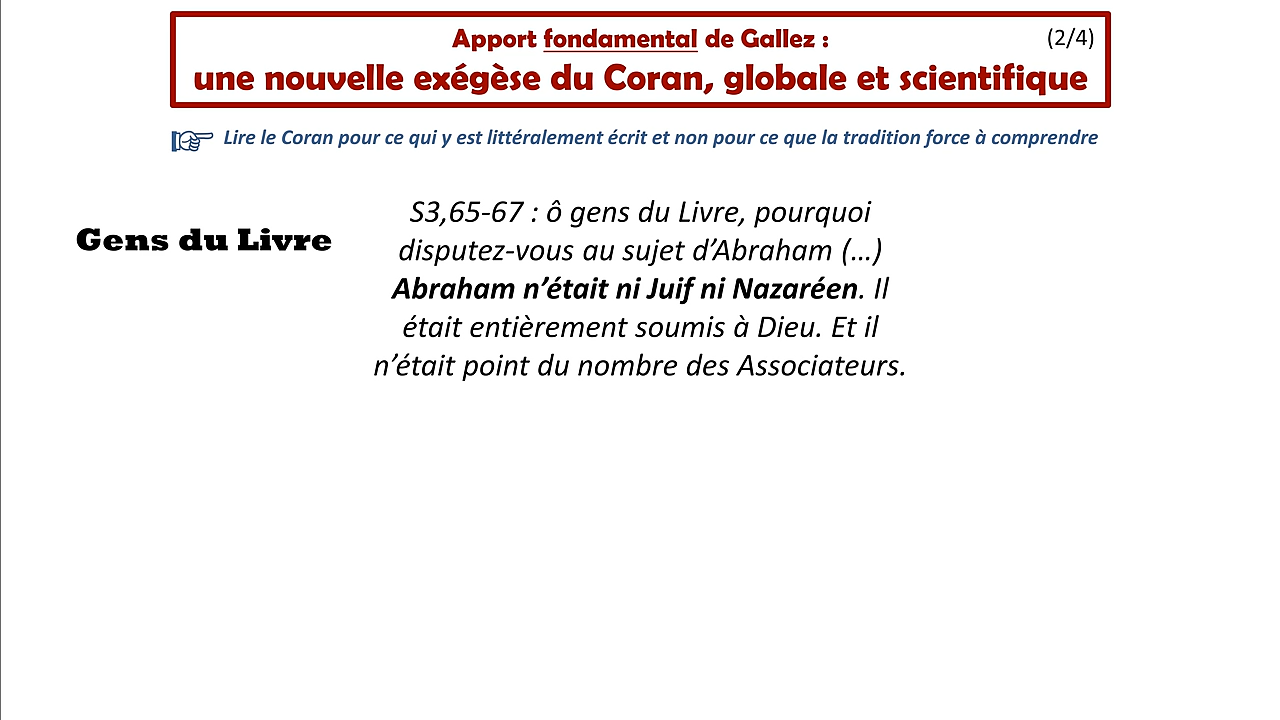 Apport fondamental de Gallez :
(2/4)
une nouvelle exégèse du Coran, globale et scientifique
Lire le Coran pour ce qui y est littéralement écrit et non pour ce que la tradition force à comprendre
Gens du Livre
S3,65-67 : ô gens du Livre, pourquoi
disputez-vous au sujet d’Abraham (…)
Abraham n’était ni Juif ni Nazaréen. Il
était entièrement soumis à Dieu. Et il
n’était point du nombre des Associateurs.